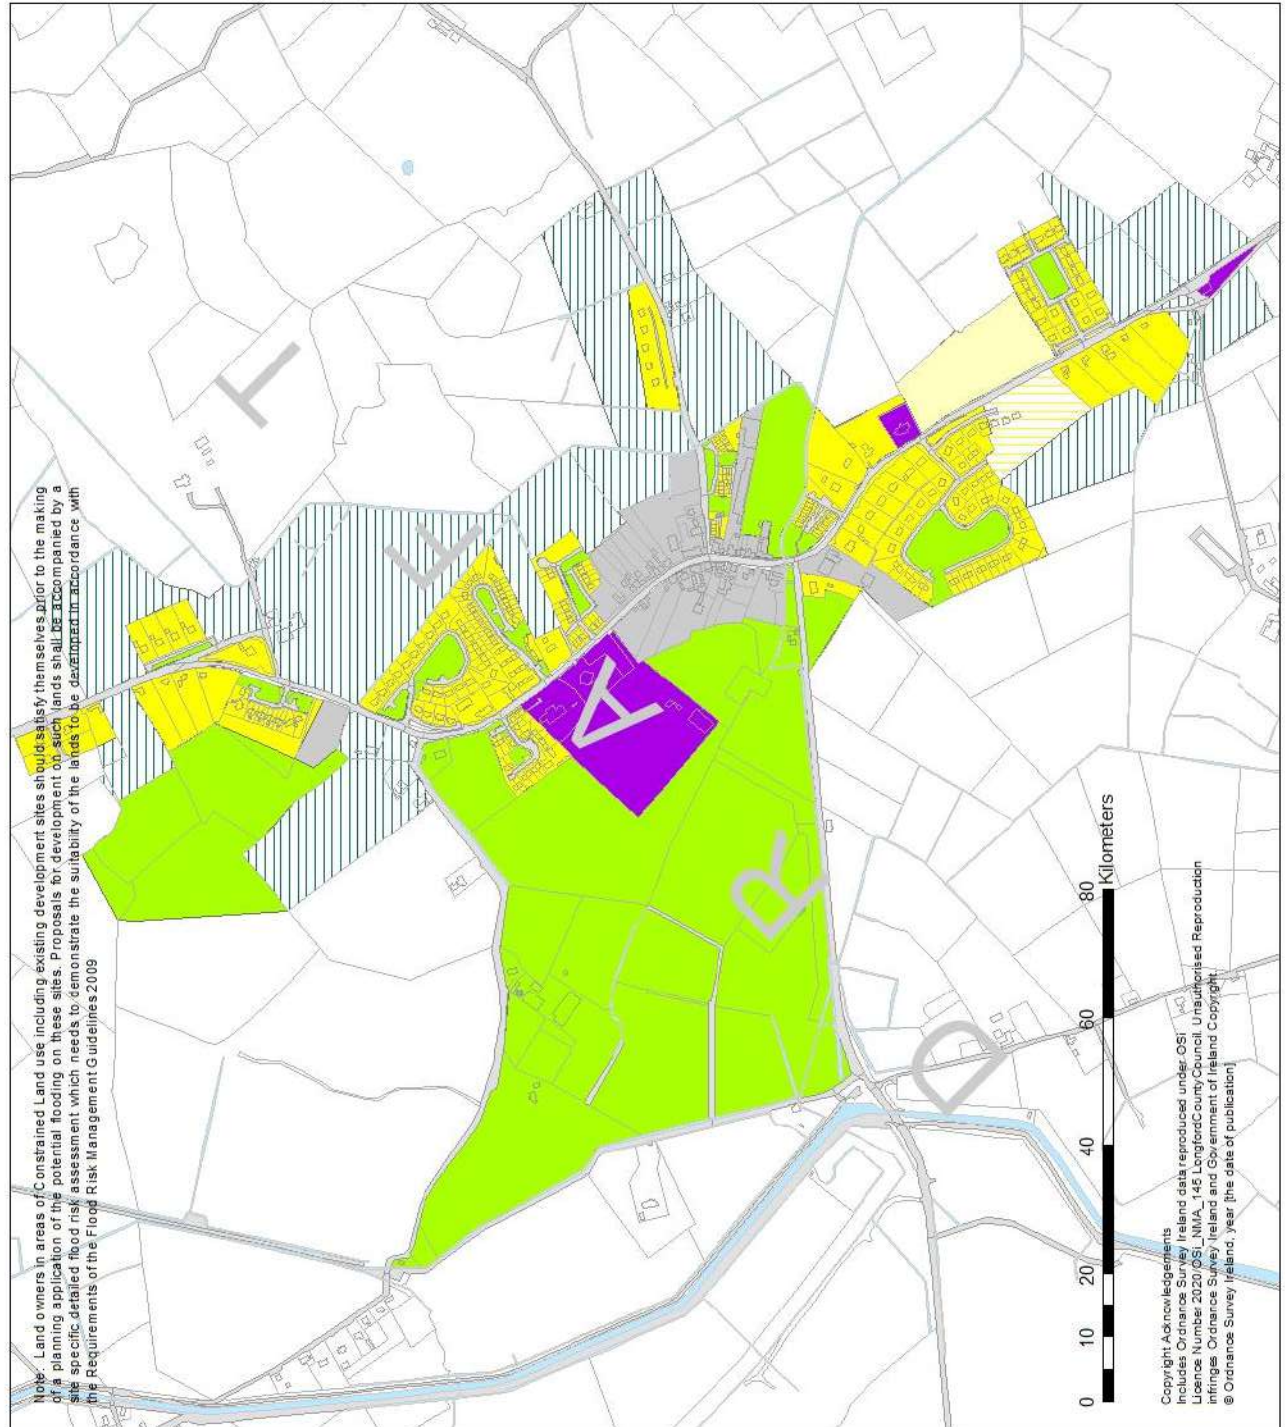 Note: Land owners in areas of Constrained Land use including existing development sites should satisfy themselves prior to the making
of a planning application of the potential flooding on these sites. Proposals for development on such lands shall be accompanied by a
site specific detailed flood risk assessment which needs to demonstrate the suitability of the lands to be developed in accordance with
the Requirements of the Flood Risk Management Guidelines 2009
DRAFT
0 10 20 40 60 80
Kilometers
Copyright Acknowledgements
Includes Ordnance Survey Ireland data reproduced under OSi
Licence Number 2020/OSi_NMA_145 Longford County Council. Unauthorised Reproduction
infringes Ordnance Survey Ireland and Government of Ireland Copyright.
© Ordnance Survey Ireland, year [the date of publication]